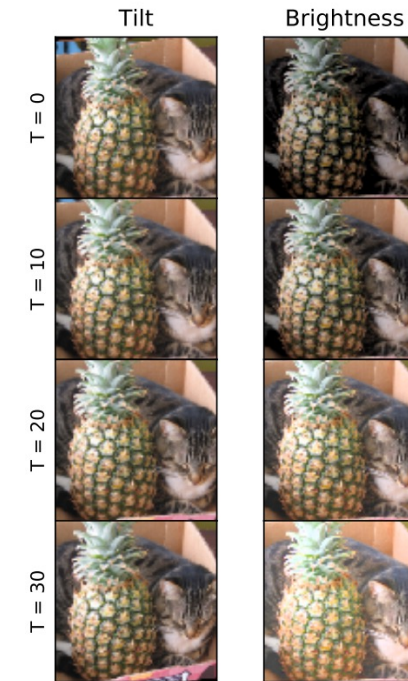 Tilt
Brightness
T = 0
T = 10
T = 20
T = 30